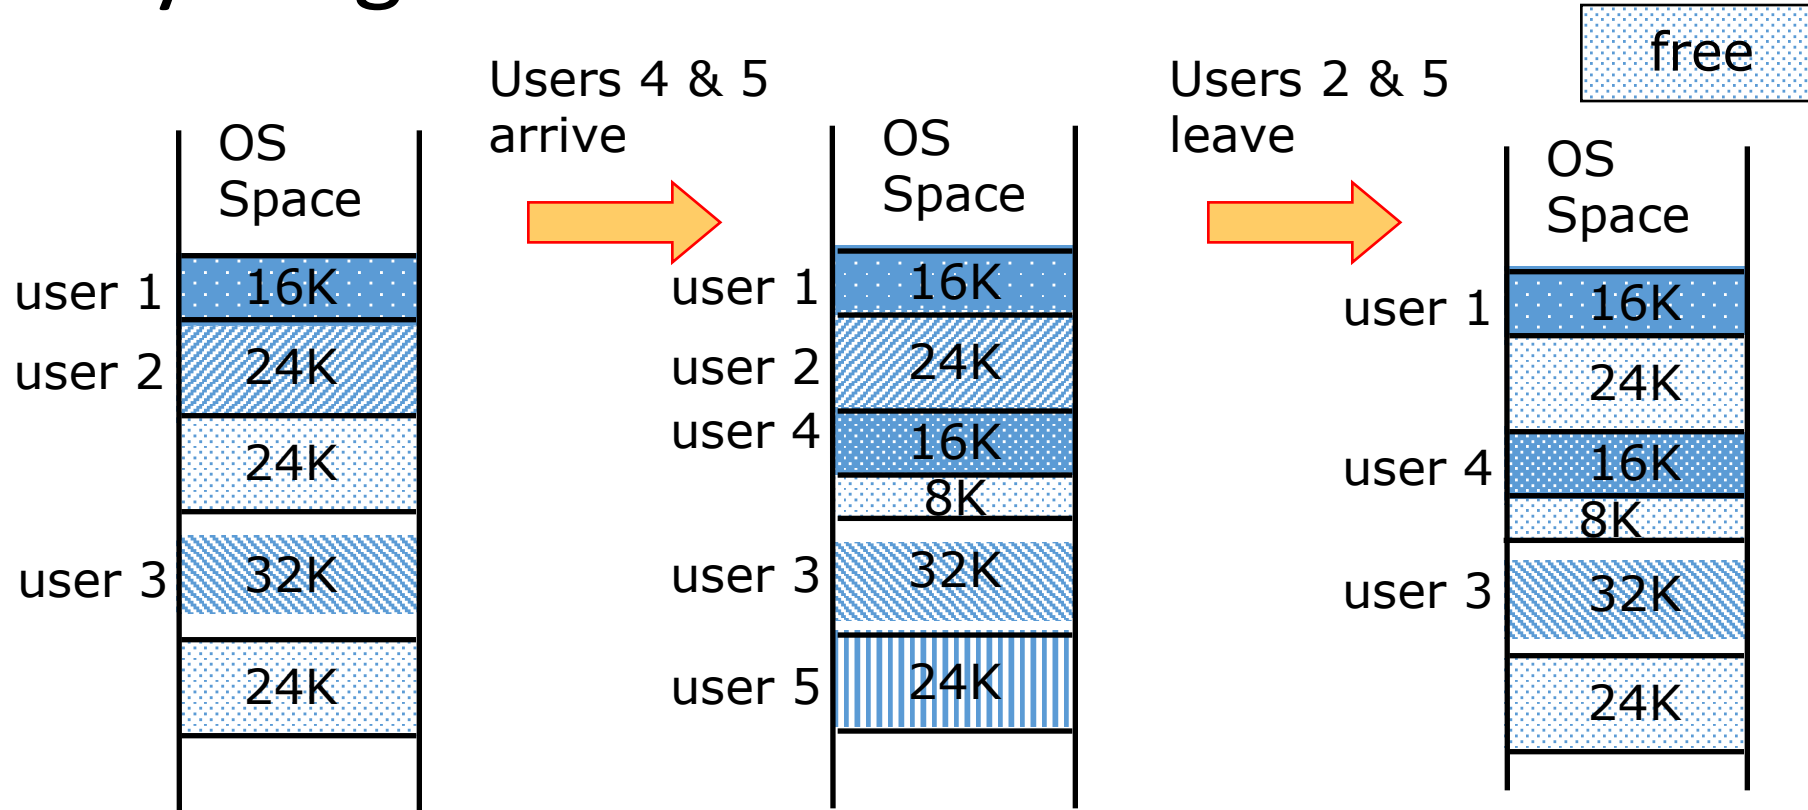 free
Users 4 & 5
arrive
Users 2 & 5
leave
OS
Space
user 1 16K
user 2 24K
24K
user 3 32K
24K
OS
Space
user 1 16K
user 2 24K
user 4 16K
8K
user 3 32K
user 5 24K
OS
Space
user 1 16K
24K
user 4 16K
8K
user 3 32K
24K